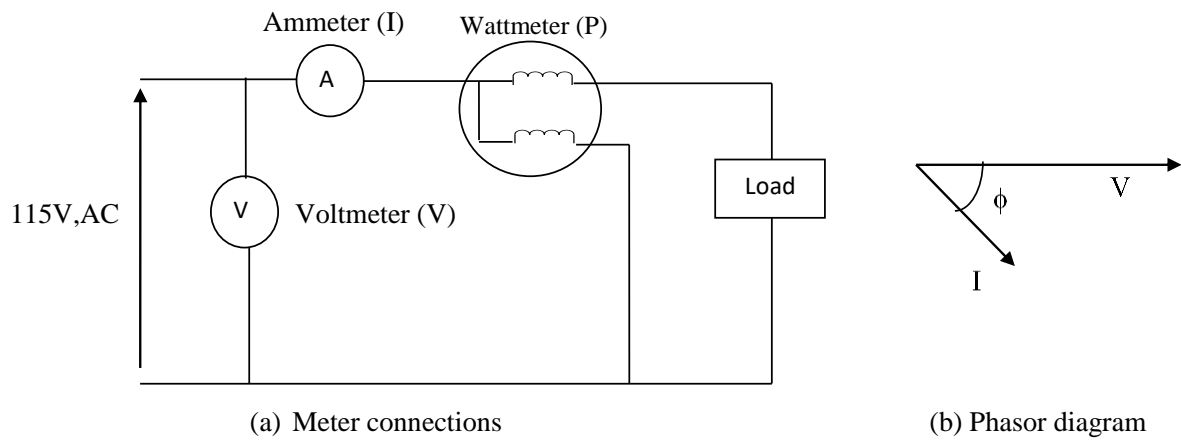 Ammeter (I)
Wattmeter (P)
A
115V,AC
V
Voltmeter (V)
Load
V
ϕ
I
(a) Meter connections
(b) Phasor diagram